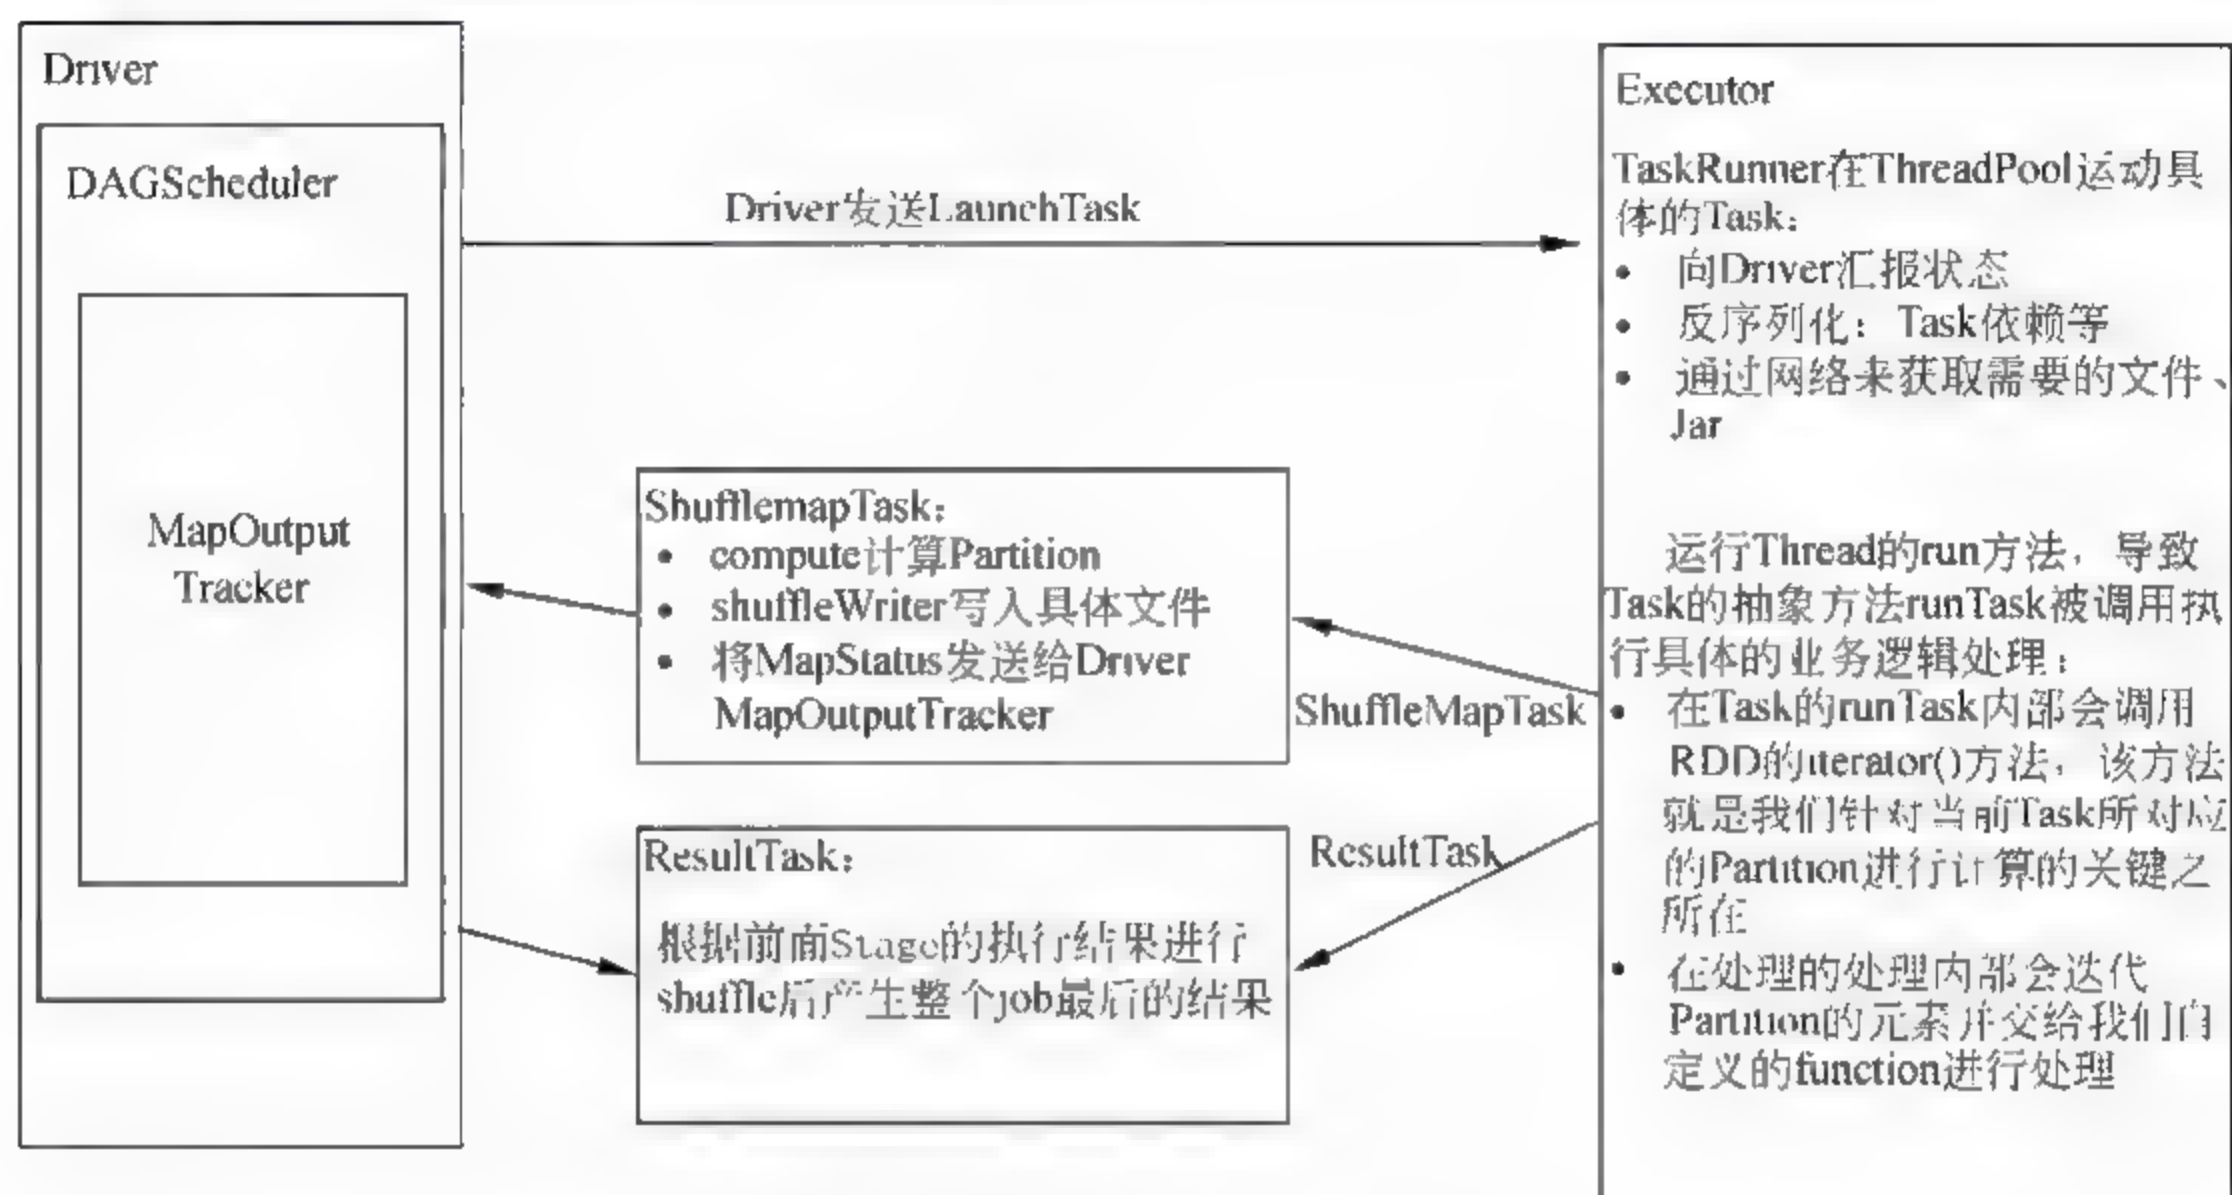 Driver
DAGScheduler
MapOutput
Tracker
Driver发送LaunchTask
ShufflemapTask：
• compute计算Partition
• shuffleWriter写入具体文件
• 将MapStatus发送给Driver
MapOutputTracker
ShuffleMapTask
ResultTask：
根据前面Stage的执行结果进行
shuffle后产生整个job最后的结果
ResultTask
Executor
TaskRunner在ThreadPool运动具
体的Task：
• 向Driver汇报状态
• 反序列化：Task依赖等
• 通过网络来获取需要的文件、
Jar
运行Thread的run方法，导致
Task的抽象方法runTask被调用执
行具体的业务逻辑处理：
• 在Task的runTask内部会调用
RDD的iterator()方法，该方法
就是我们针对当前Task所对应
的Partition进行计算的关键之
所在
• 在处理的处理内部会迭代
Partition的元素并交给我们自
定义的function进行处理